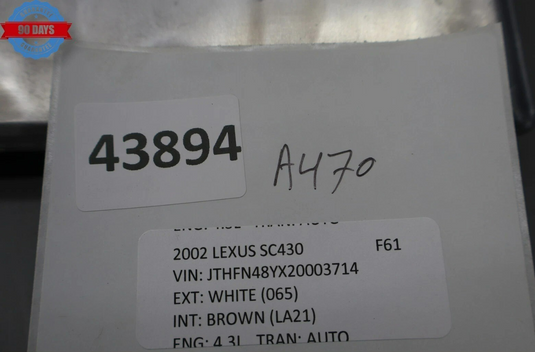 90 DAYS
43894
A470
2002 LEXUS SC430 F61
VIN: JTHFN48YX20003714
EXT: WHITE (065)
INT: BROWN (LA21)
ENG: 4.3L TRAN: AUTO